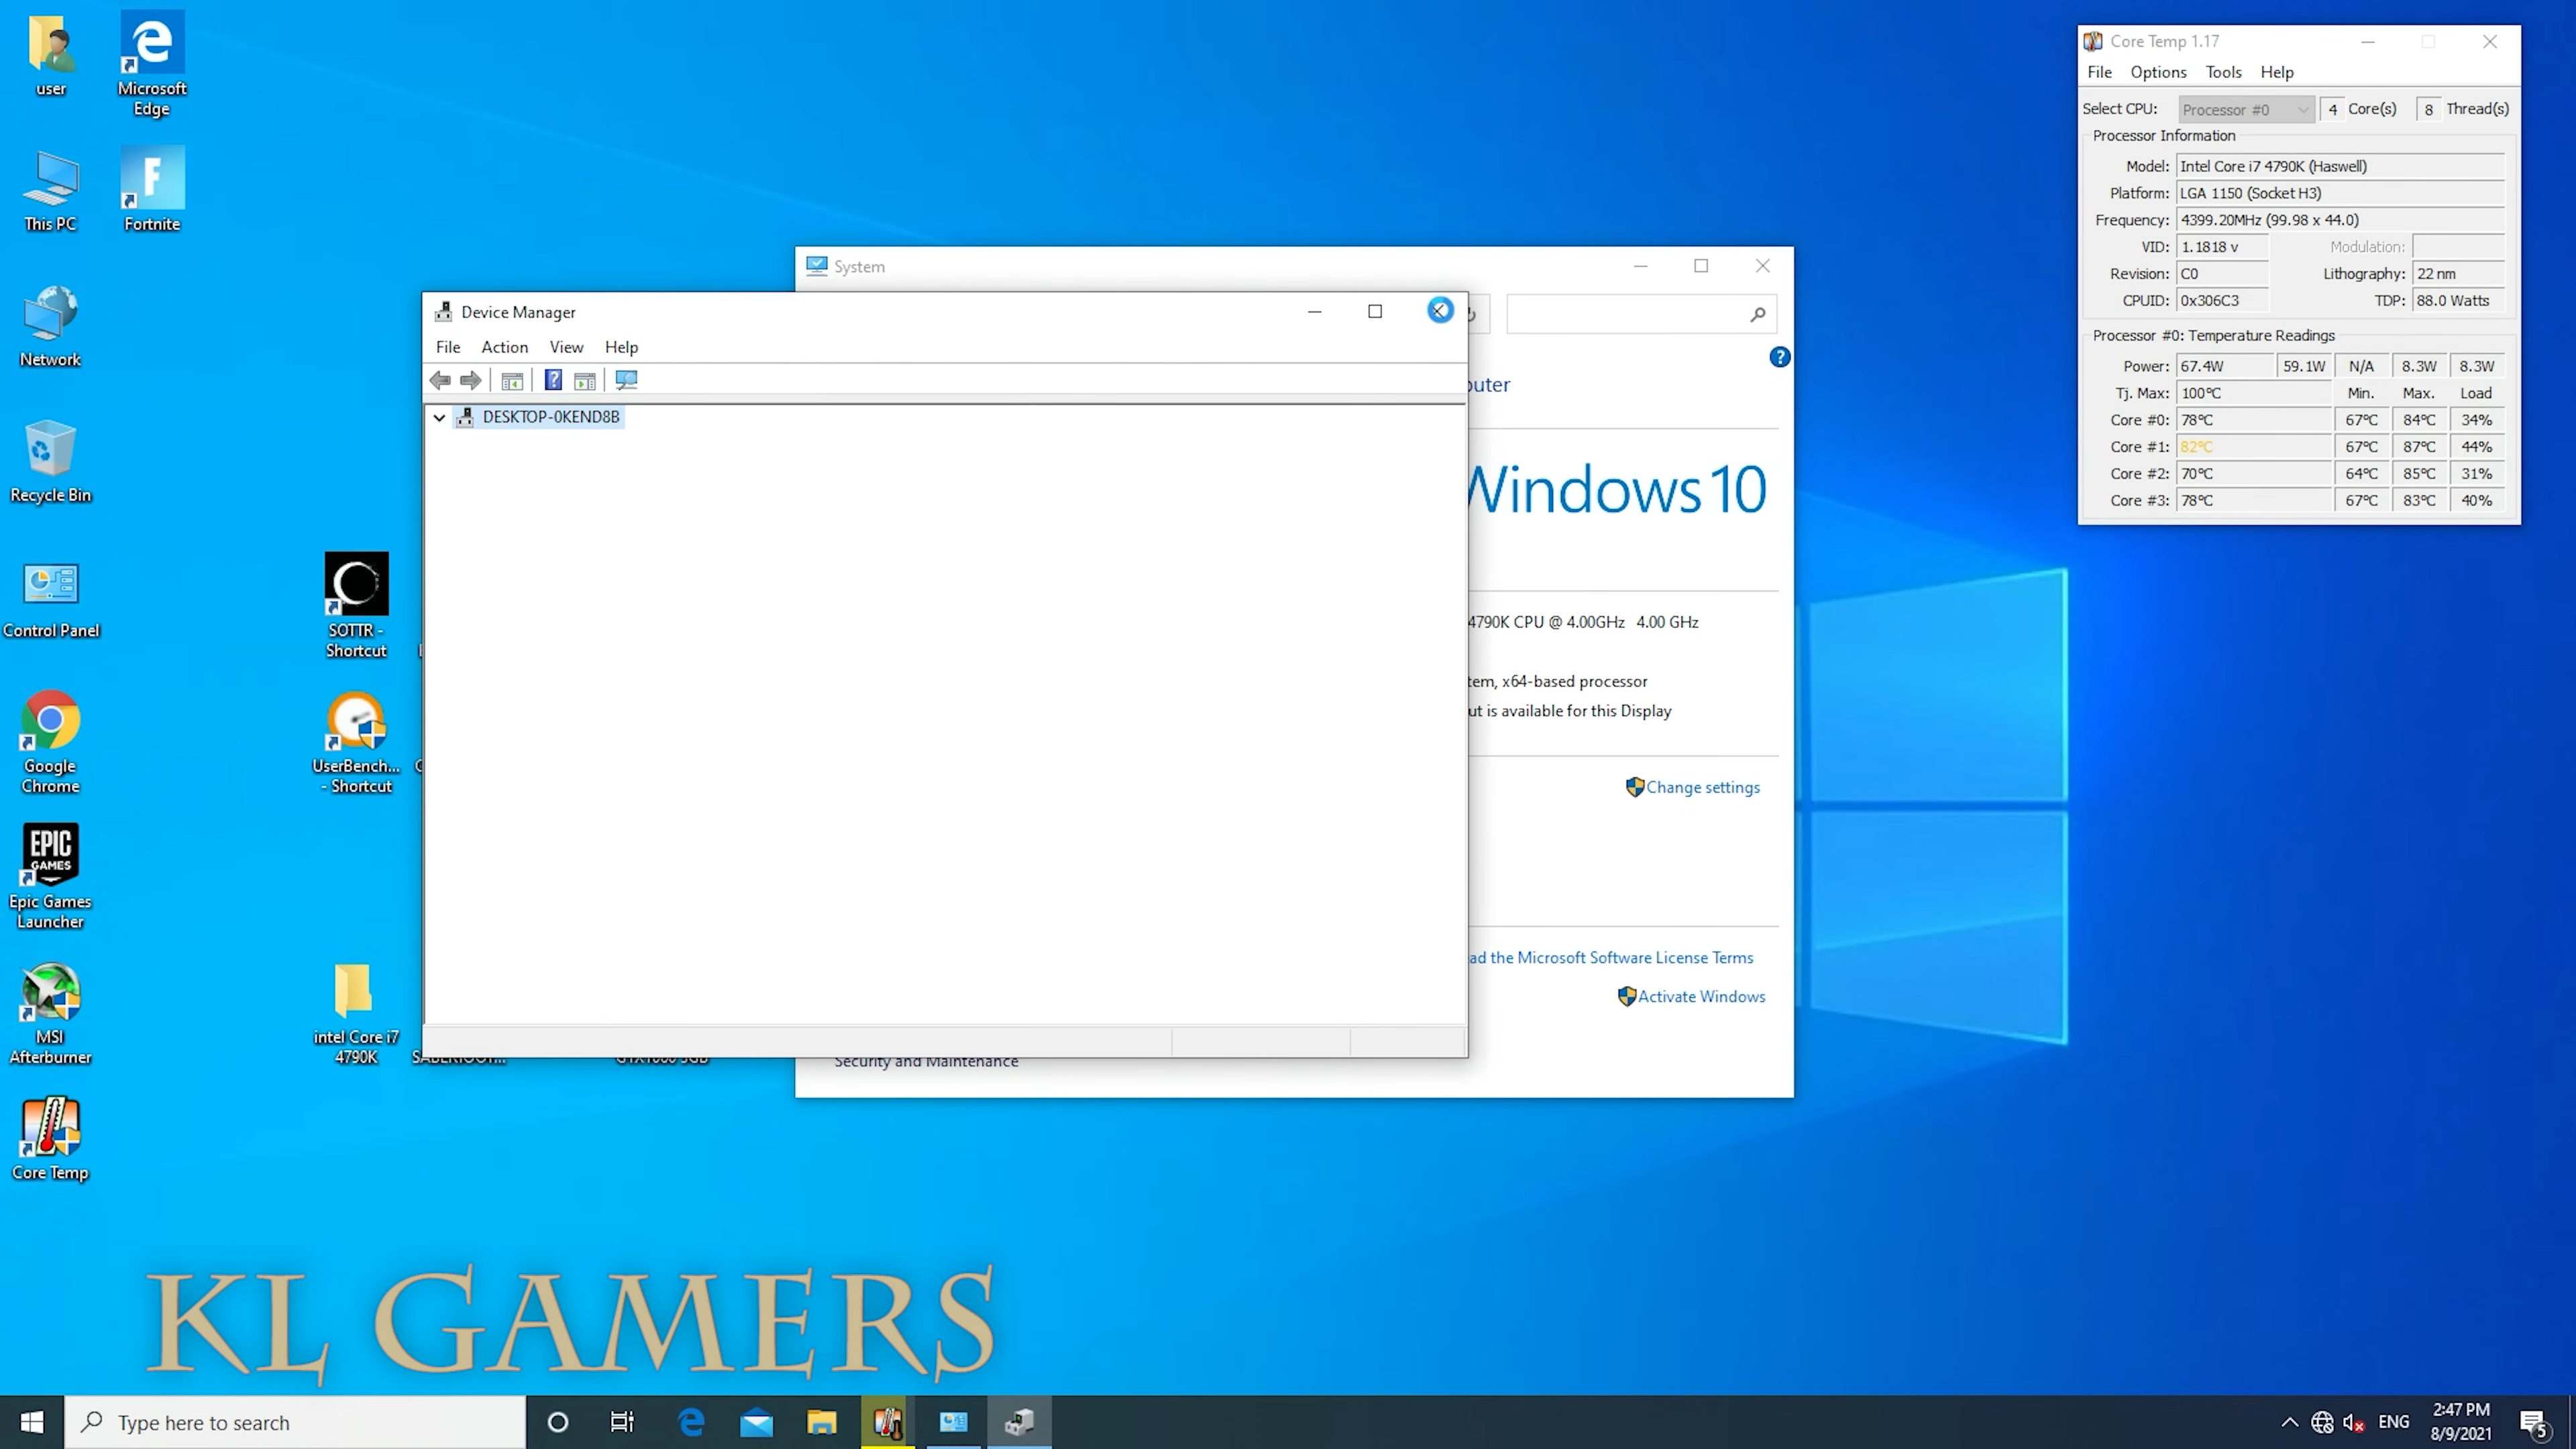 user
Microsoft
Edge
This PC
Fortnite
Network
Recycle Bin
Control Panel
SOTTR -
Shortcut
Google
Chrome
UserBench...
- Shortcut
EPIC
GAMES
Epic Games
Launcher
MSI
Afterburner
intel Core i7
4790K
Core Temp
System
Device Manager
File Action View Help
DESKTOP-0KEND8B
Windows 10
4790K CPU @ 4.00GHz 4.00 GHz
x64-based processor
is available for this Display
Change settings
the Microsoft Software License Terms
Activate Windows
Security and Maintenance
Core Temp 1.17
File Options Tools Help
Select CPU: Processor #0 4 Core(s) 8 Thread(s)
Processor Information
Model: Intel Core i7 4790K (Haswell)
Platform: LGA 1150 (Socket H3)
Frequency: 4399.20MHz (99.98 x 44.0)
VID: 1.1818 v Modulation:
Revision: C0 Lithography: 22 nm
CPUID: 0x306C3 TDP: 88.0 Watts
Processor #0: Temperature Readings
Power: 67.4W 59.1W N/A 8.3W 8.3W
Tj. Max: 100°C Min. Max. Load
Core #0: 78°C 67°C 84°C 34%
Core #1: 82°C 67°C 87°C 44%
Core #2: 70°C 64°C 85°C 31%
Core #3: 78°C 67°C 83°C 40%
KL GAMERS
Type here to search
ENG
2:47 PM
8/9/2021
5